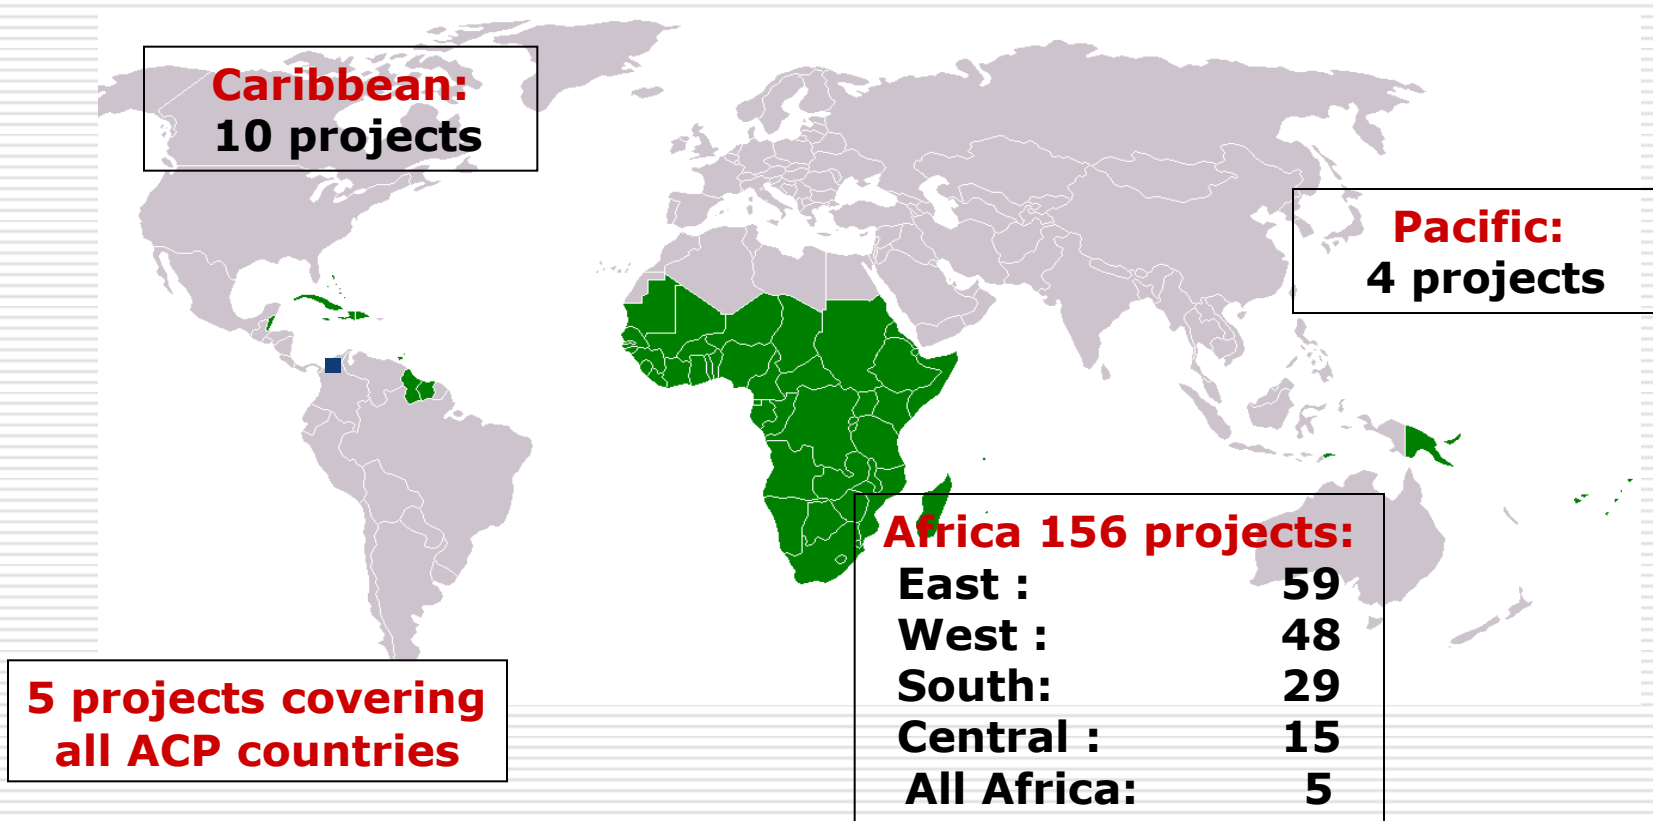 Caribbean:
10 projects
Pacific:
4 projects
Africa 156 projects:
East : 59
West : 48
South: 29
Central : 15
All Africa: 5
5 projects covering
all ACP countries